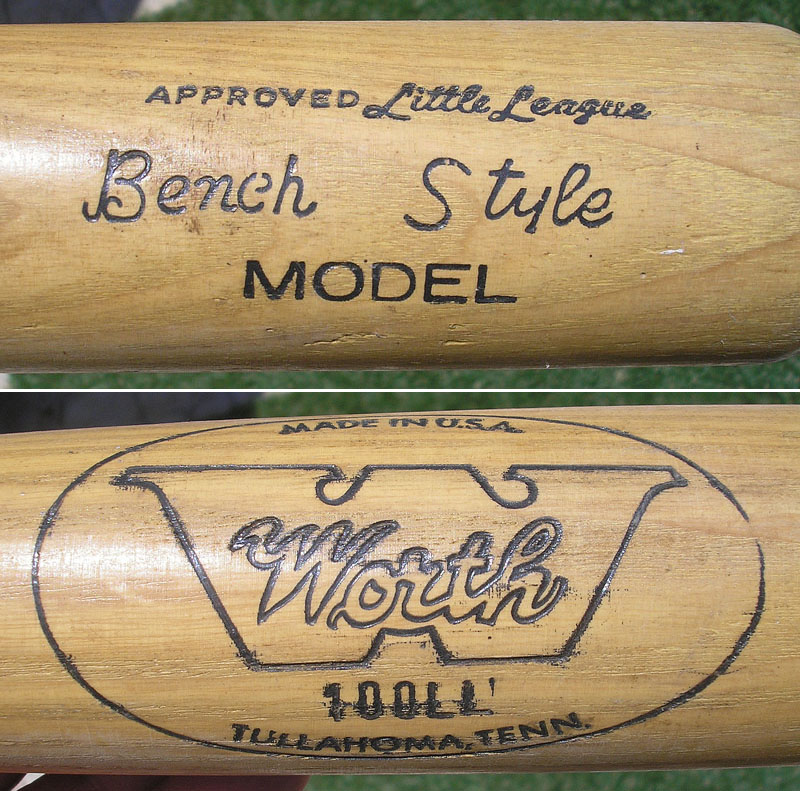 APPROVED Little League
Bench Style
MODEL
MADE IN U.S.A.
Worth
100LL'
TULLAHOMA, TENN.